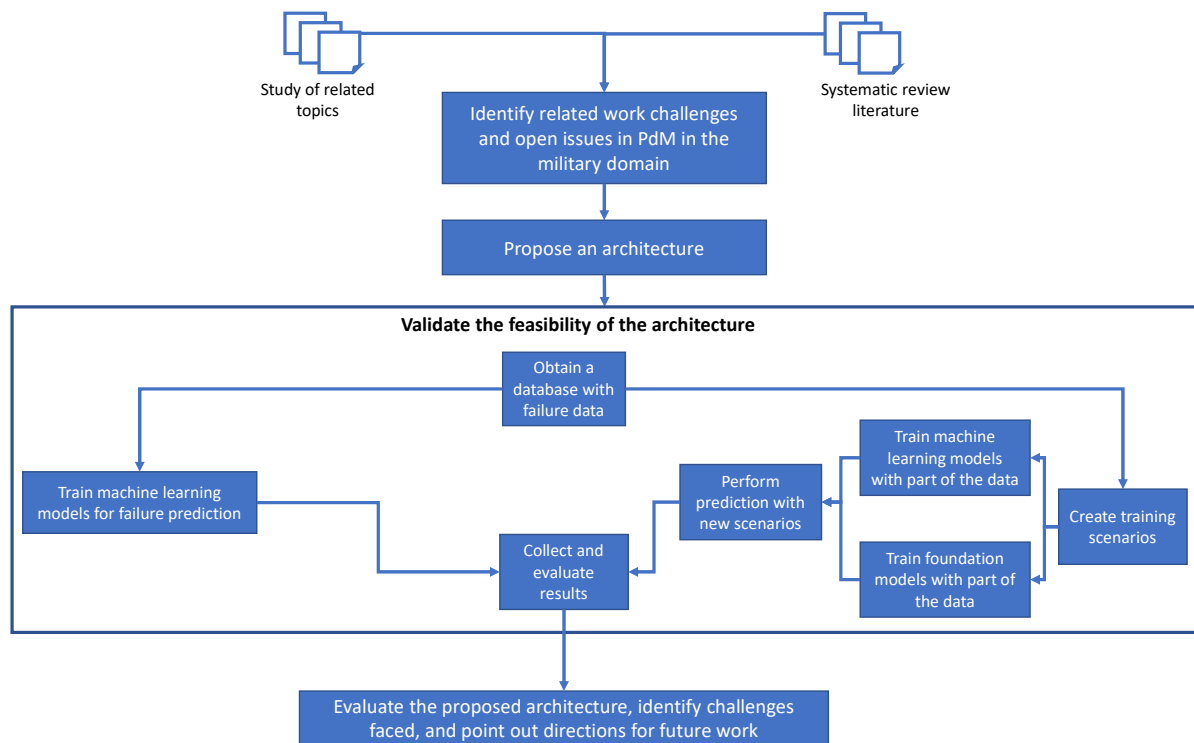 Study of related
topics
Systematic review
literature
Identify related work challenges
and open issues in PdM in the
military domain
Propose an architecture
Validate the feasibility of the architecture
Obtain a
database with
failure data
Train machine learning
models for failure prediction
Train machine
learning models
with part of the data
Perform
prediction with
new scenarios
Create training
scenarios
Train foundation
models with part of
the data
Collect and
evaluate
results
Evaluate the proposed architecture, identify challenges
faced, and point out directions for future work